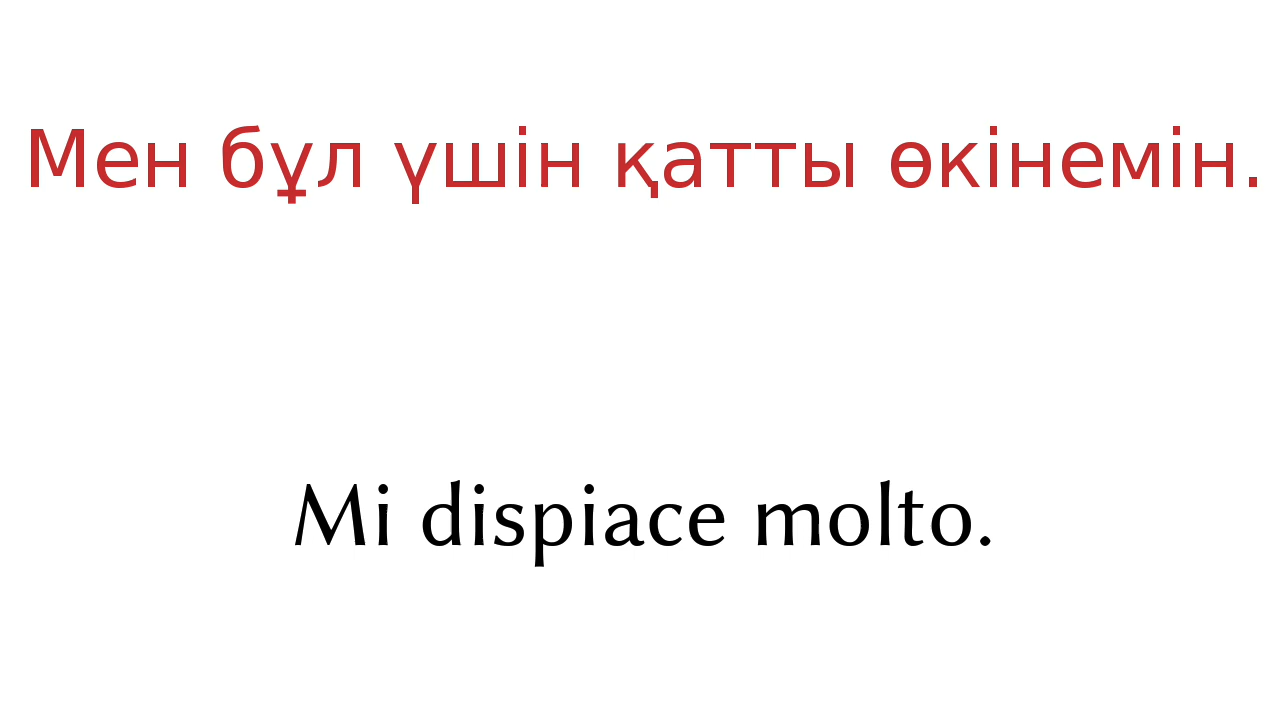 Мен бұл үшін қатты өкінемін.
Mi dispiace molto.